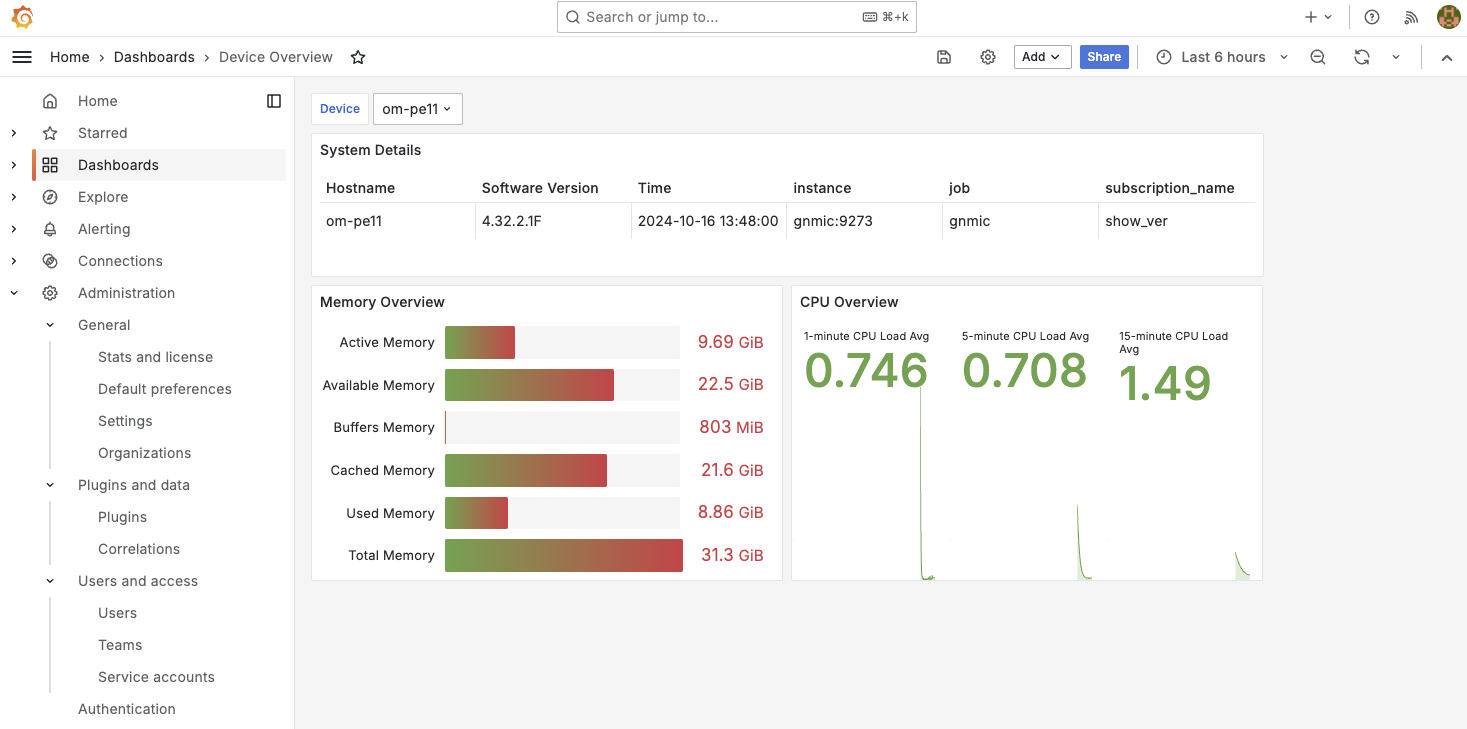 Search or jump to...
⌘+k
Home
Dashboards
Device Overview
Add
Share
Last 6 hours
Home
Starred
Dashboards
Explore
Alerting
Connections
Administration
General
Stats and license
Default preferences
Settings
Organizations
Plugins and data
Plugins
Correlations
Users and access
Users
Teams
Service accounts
Authentication
Device
om-pe11
System Details
Hostname Software Version Time instance job subscription_name
om-pe11 4.32.2.1F 2024-10-16 13:48:00 gnmic:9273 gnmic show_ver
Memory Overview
Active Memory 9.69 GiB
Available Memory 22.5 GiB
Buffers Memory 803 MiB
Cached Memory 21.6 GiB
Used Memory 8.86 GiB
Total Memory 31.3 GiB
CPU Overview
1-minute CPU Load Avg
0.746
5-minute CPU Load Avg
0.708
15-minute CPU Load
Avg
1.49